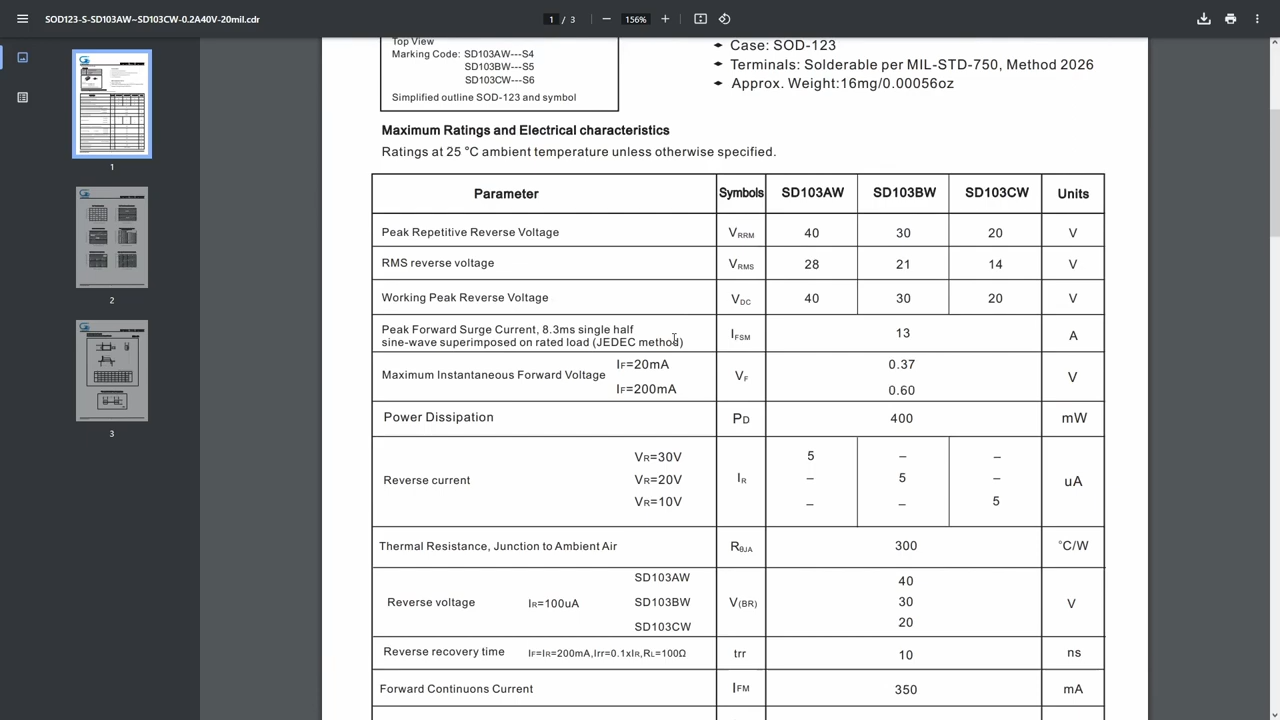 SOD123-S-SD103AW~SD103CW-0.2A40V-20mil.cdr
1 / 3
156%
1
2
3
Top View
Marking Code: SD103AW---S4
SD103BW---S5
SD103CW---S6
Simplified outline SOD-123 and symbol
Case: SOD-123
Terminals: Solderable per MIL-STD-750, Method 2026
Approx. Weight:16mg/0.00056oz
Maximum Ratings and Electrical characteristics
Ratings at 25 °C ambient temperature unless otherwise specified.
Parameter Symbols SD103AW SD103BW SD103CW Units
Peak Repetitive Reverse Voltage VRRM 40 30 20 V
RMS reverse voltage VRMS 28 21 14 V
Working Peak Reverse Voltage VDC 40 30 20 V
Peak Forward Surge Current, 8.3ms single half
sine-wave superimposed on rated load (JEDEC method) IFSM 13 A
IF=20mA 0.37
Maximum Instantaneous Forward Voltage VF V
IF=200mA 0.60
Power Dissipation PD 400 mW
VR=30V 5 – –
Reverse current VR=20V IR – 5 – uA
VR=10V – – 5
Thermal Resistance, Junction to Ambient Air RθJA 300 °C/W
SD103AW 40
Reverse voltage IR=100uA SD103BW V(BR) 30 V
SD103CW 20
Reverse recovery time IF=IR=200mA,Irr=0.1xIR,RL=100Ω trr 10 ns
Forward Continuons Current IFM 350 mA